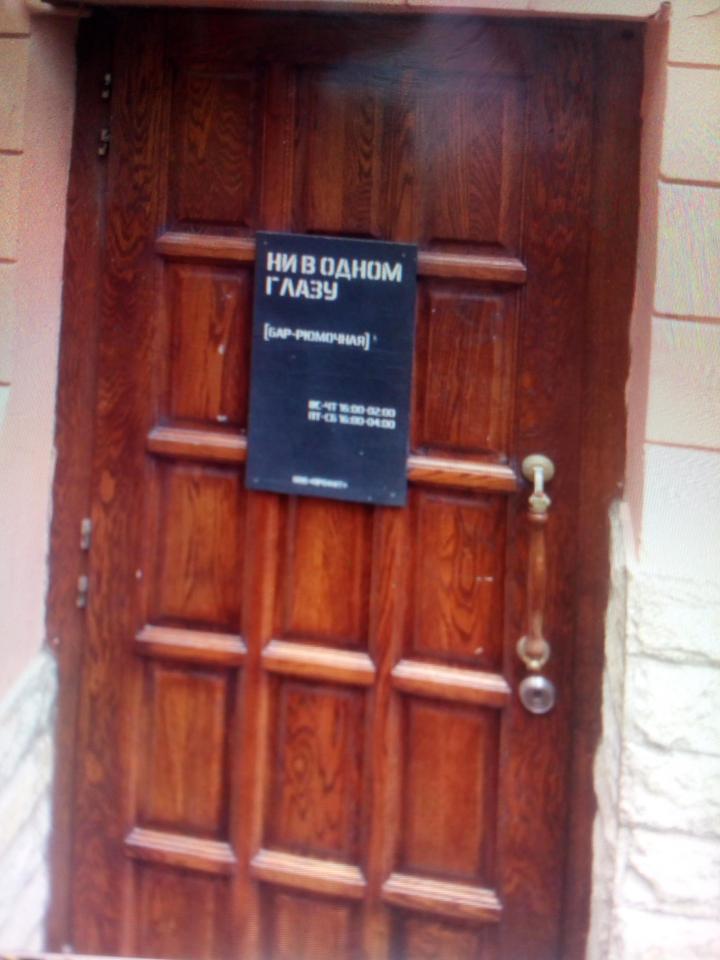 НИ В ОДНОМ
ГЛАЗУ
[БАР-РЮМОЧНАЯ]
ВС-ЧТ 16:00-02:00
ПТ-СБ 16:00-04:00